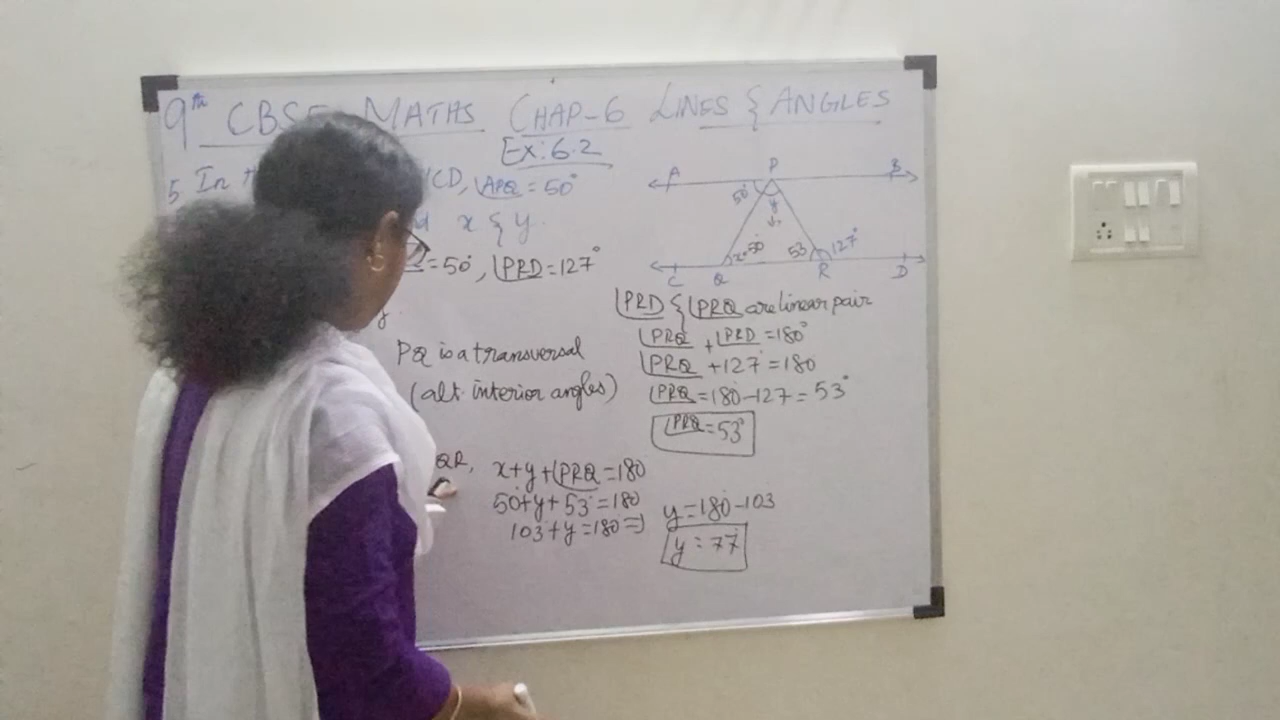 9th CBSE MATHS CHAP-6 LINES & ANGLES
Ex: 6.2
5. In CD, ∠APQ = 50°
x & y.
= 50°, ∠PRD = 127°
y
PQ is a transversal
(alt. interior angles)
QR, x+y+∠PRQ = 180
50°+y+53° = 180
103+y = 180 ⇒
y = 180-103
y = 77°
A P B
50° y
x° 50° 53 127°
C Q R D
∠PRD & ∠PRQ are linear pair
∠PRQ + ∠PRD = 180°
∠PRQ + 127° = 180
∠PRQ = 180-127 = 53°
∠PRQ = 53°